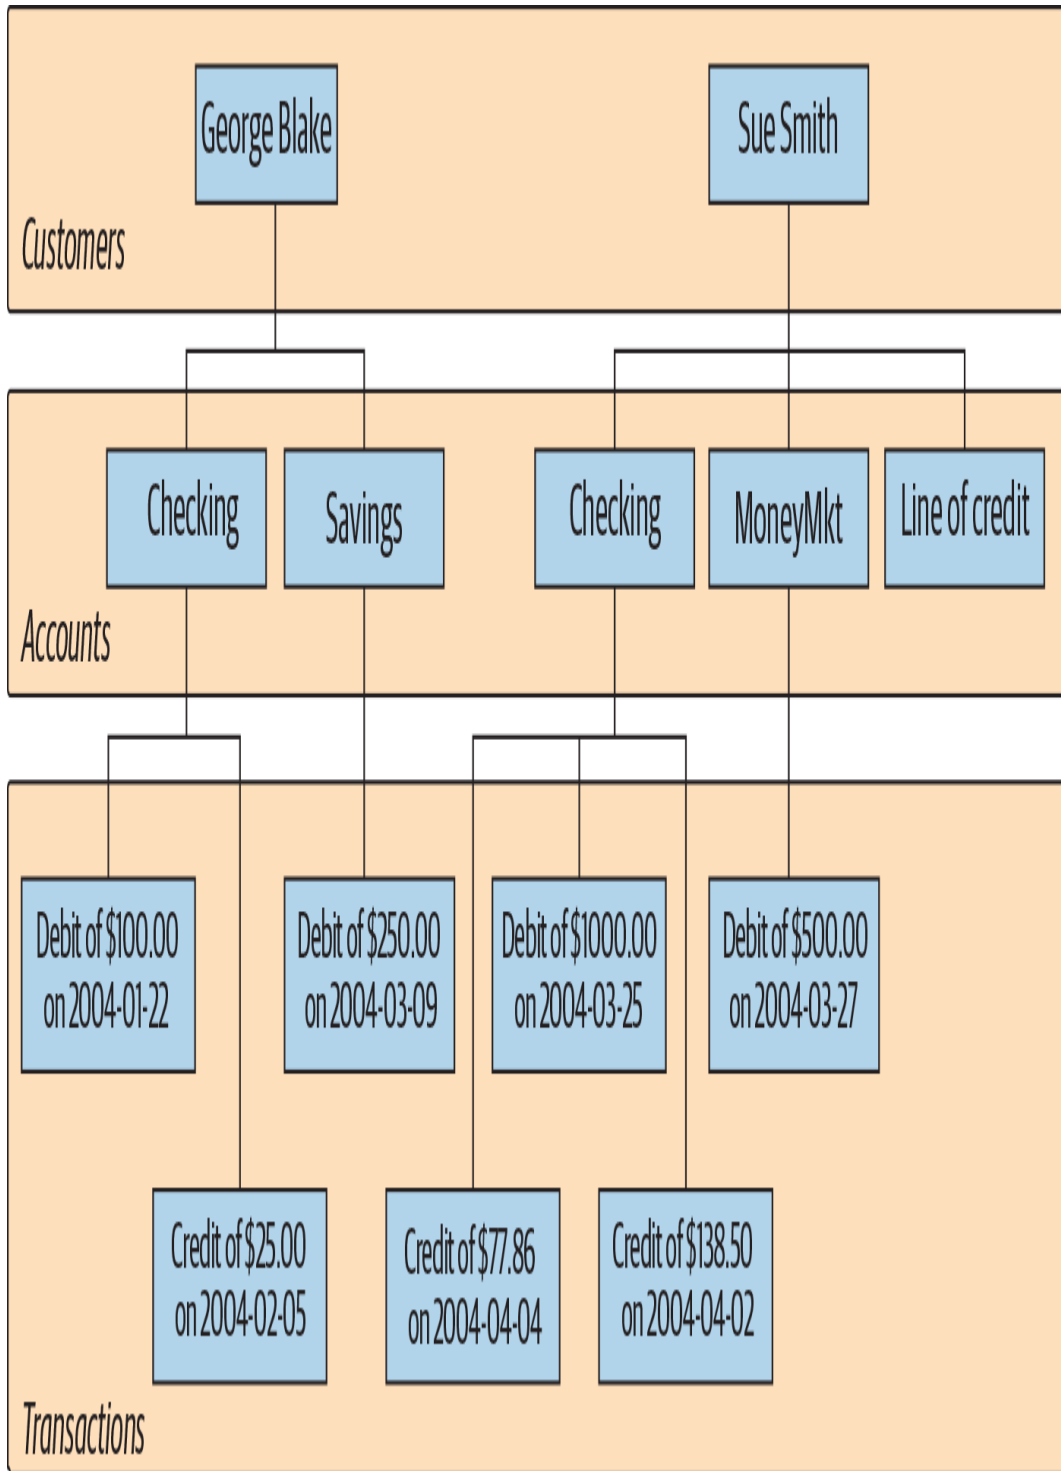 George Blake
Sue Smith
Customers
Checking
Savings
Checking
MoneyMkt
Line of credit
Accounts
Debit of $100.00
on 2004-01-22
Debit of $250.00
on 2004-03-09
Debit of $1000.00
on 2004-03-25
Debit of $500.00
on 2004-03-27
Credit of $25.00
on 2004-02-05
Credit of $77.86
on 2004-04-04
Credit of $138.50
on 2004-04-02
Transactions